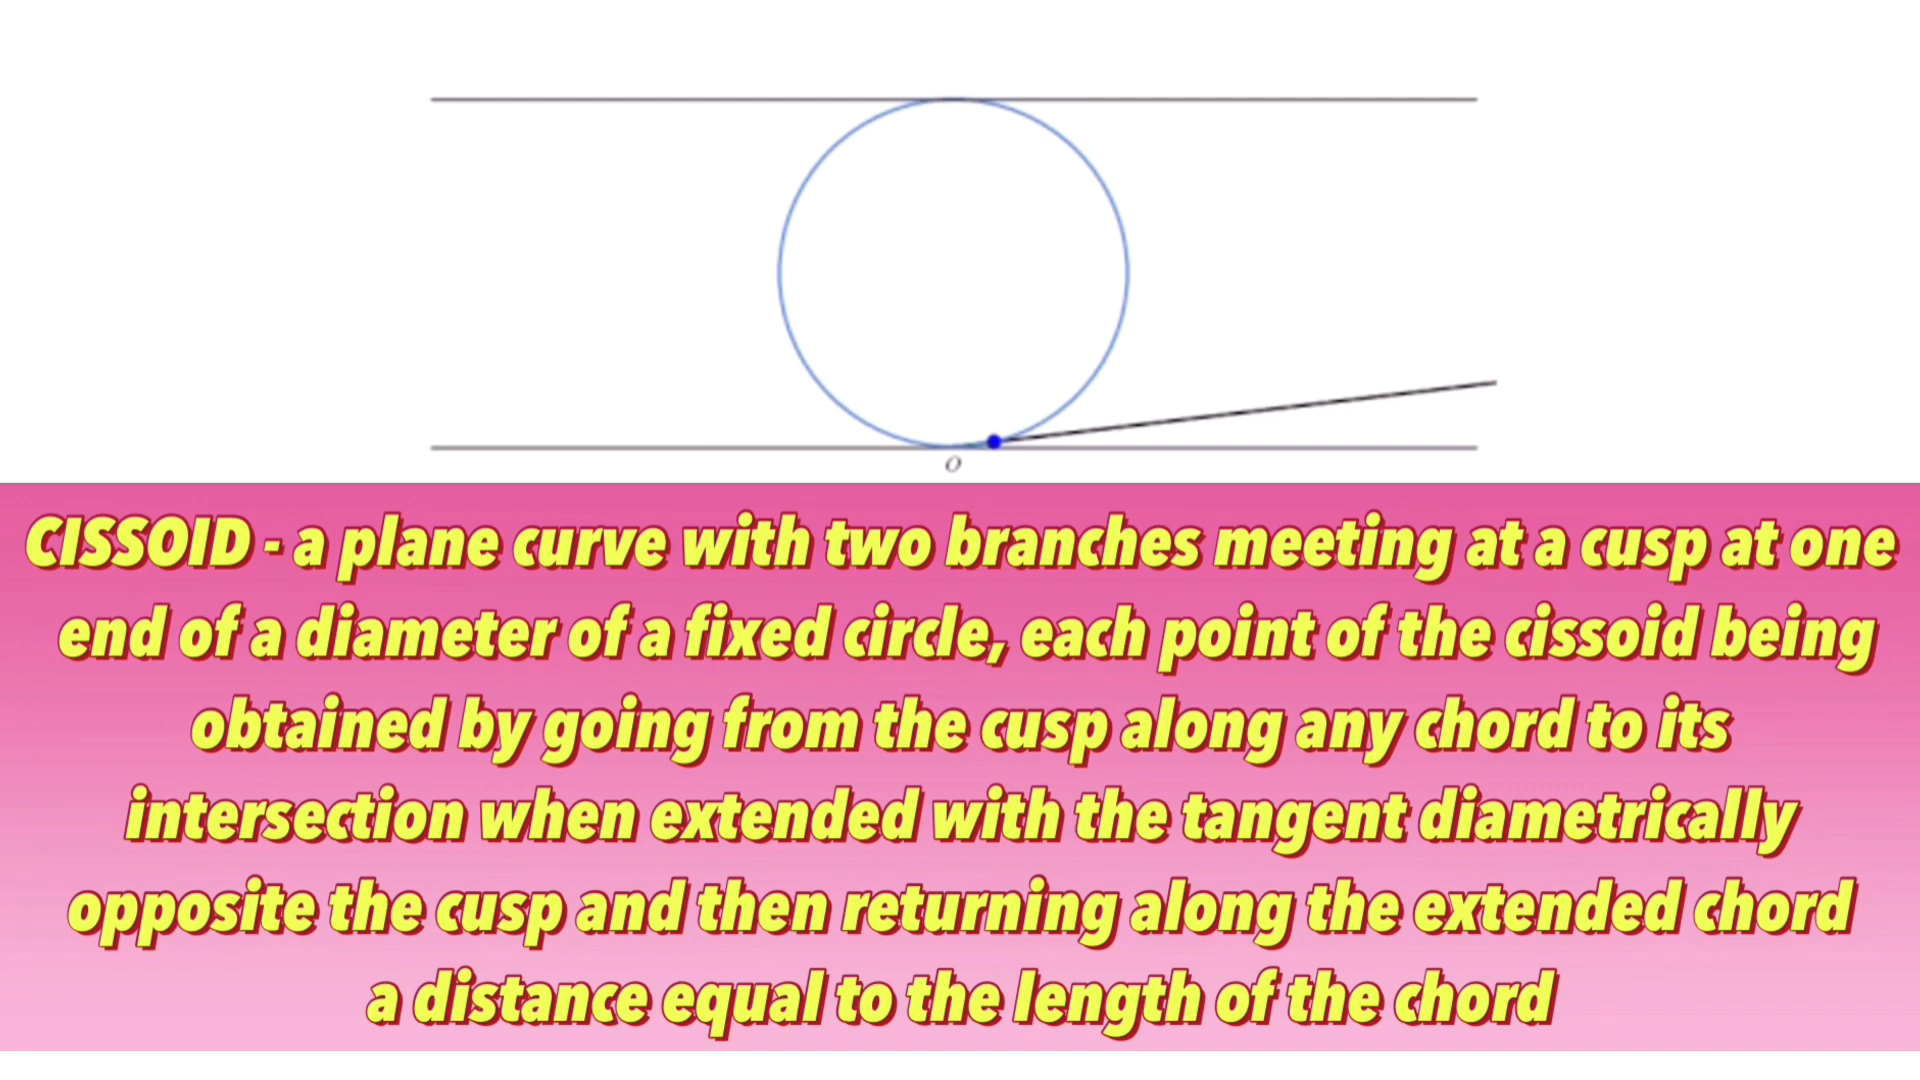 O
CISSOID - a plane curve with two branches meeting at a cusp at one
end of a diameter of a fixed circle, each point of the cissoid being
obtained by going from the cusp along any chord to its
intersection when extended with the tangent diametrically
opposite the cusp and then returning along the extended chord
a distance equal to the length of the chord